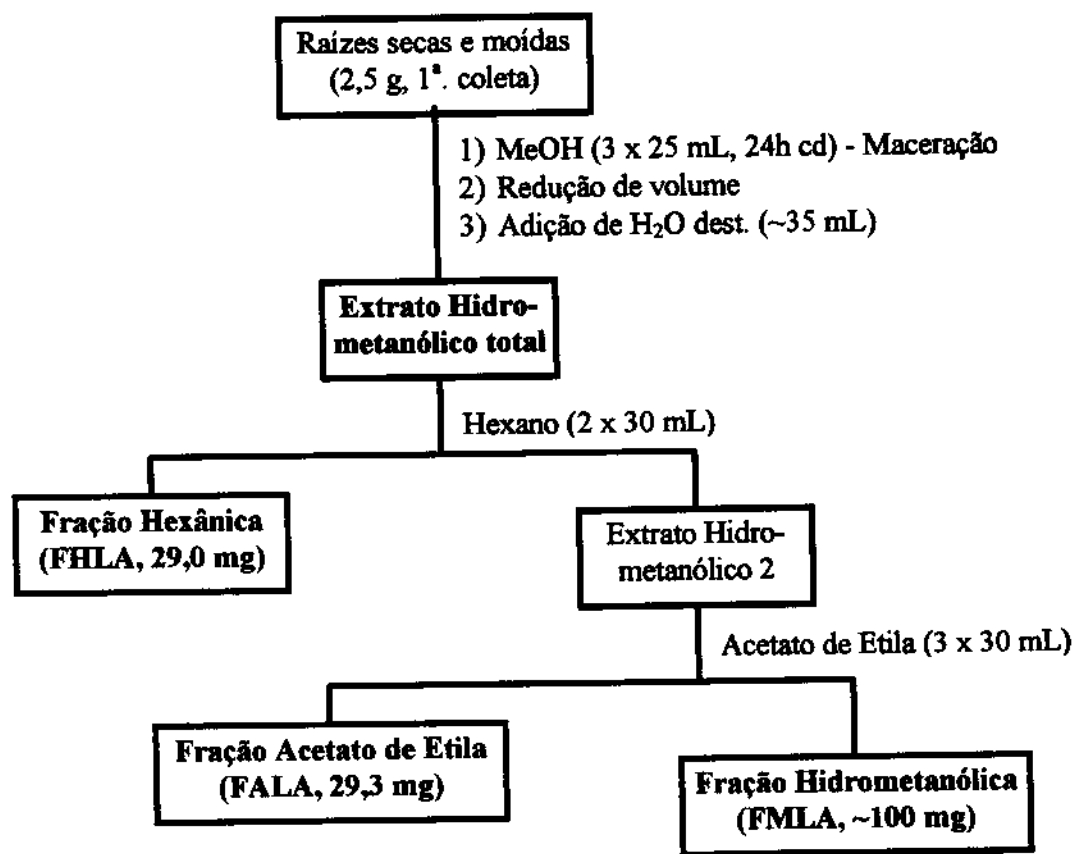 Raízes secas e moídas
(2,5 g, 1ª. coleta)
1) MeOH (3 x 25 mL, 24h cd) - Maceração
2) Redução de volume
3) Adição de H₂O dest. (~35 mL)
Extrato Hidro-
metanólico total
Hexano (2 x 30 mL)
Fração Hexânica
(FHLA, 29,0 mg)
Extrato Hidro-
metanólico 2
Acetato de Etila (3 x 30 mL)
Fração Acetato de Etila
(FALA, 29,3 mg)
Fração Hidrometanólica
(FMLA, ~100 mg)